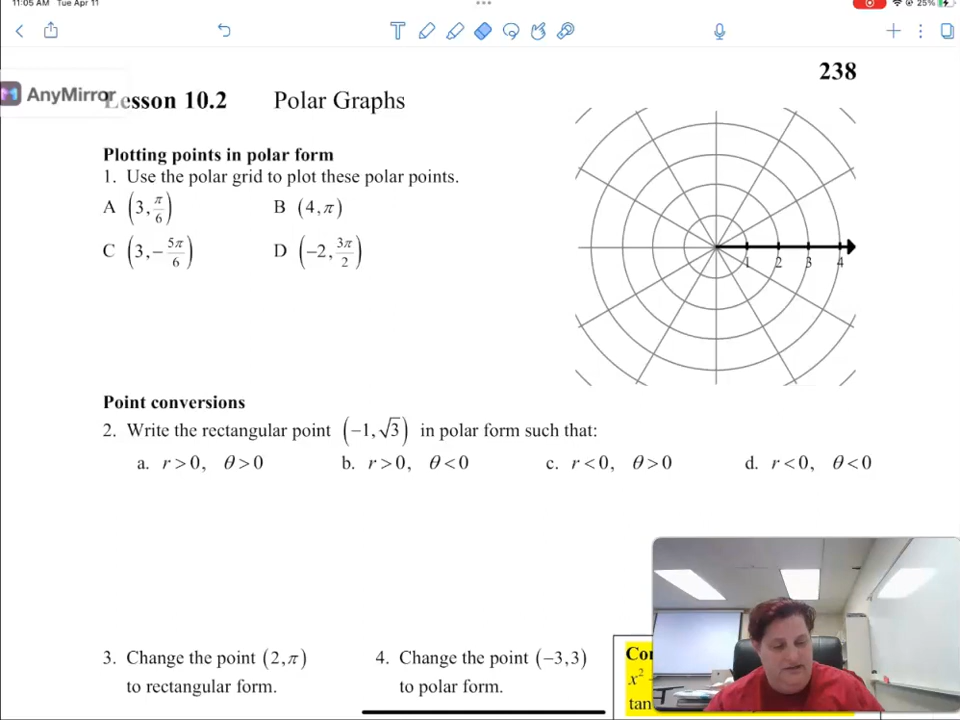 11:05 AM Tue Apr 11
25%
T
238
AnyMirror
Lesson 10.2 Polar Graphs
Plotting points in polar form
1. Use the polar grid to plot these polar points.
A (3, π/6) B (4, π)
C (3, −5π/6) D (−2, 3π/2)
1 2 3 4
Point conversions
2. Write the rectangular point (−1, √3) in polar form such that:
a. r > 0, θ > 0 b. r > 0, θ < 0 c. r < 0, θ > 0 d. r < 0, θ < 0
3. Change the point (2, π)
to rectangular form.
4. Change the point (−3, 3)
to polar form.
x²
tan